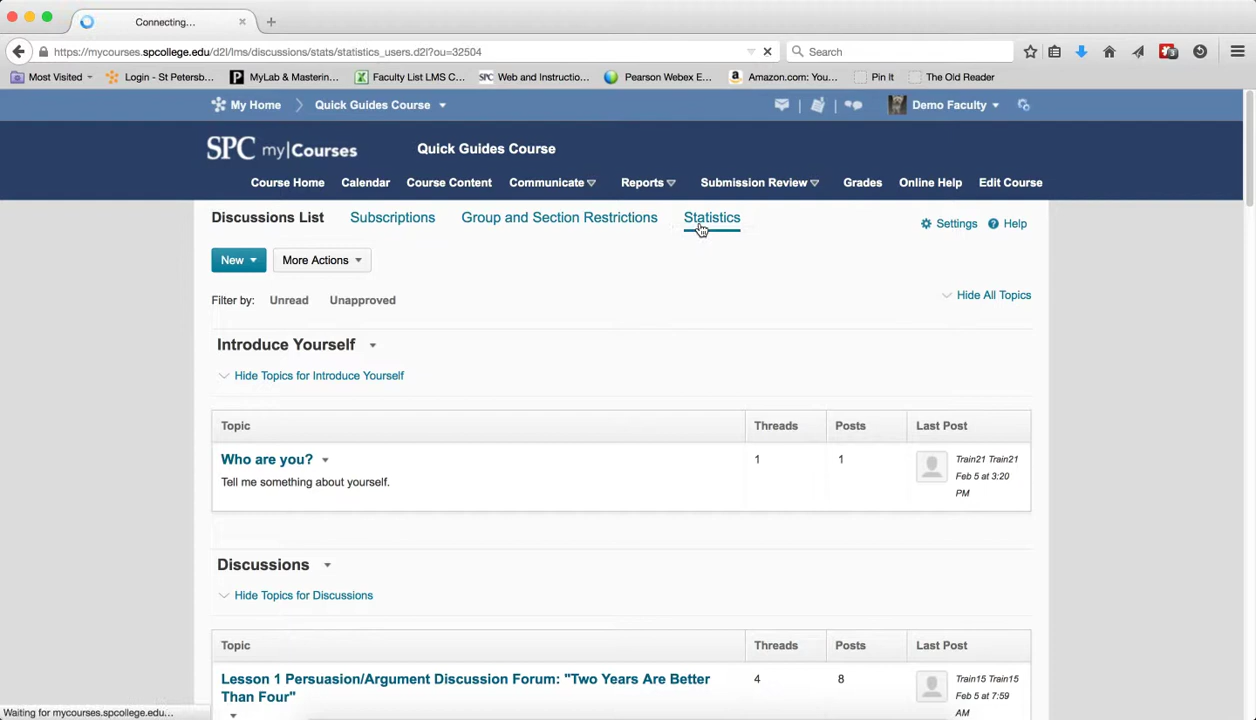 Connecting...
https://mycourses.spcollege.edu/d2l/lms/discussions/stats/statistics_users.d2l?ou=32504
Search
Most Visited
Login - St Petersb...
MyLab & Mastering...
Faculty List LMS C...
SPC Web and Instructio...
Pearson Webex E...
Amazon.com: You...
Pin It
The Old Reader
My Home
Quick Guides Course
Demo Faculty
SPC my|Courses
Quick Guides Course
Course Home
Calendar
Course Content
Communicate
Reports
Submission Review
Grades
Online Help
Edit Course
Discussions List
Subscriptions
Group and Section Restrictions
Statistics
Settings
Help
New
More Actions
Filter by: Unread Unapproved
Hide All Topics
Introduce Yourself
Hide Topics for Introduce Yourself
Topic Threads Posts Last Post
Who are you? 1 1 Train21 Train21
Tell me something about yourself. Feb 5 at 3:20
PM
Discussions
Hide Topics for Discussions
Topic Threads Posts Last Post
Lesson 1 Persuasion/Argument Discussion Forum: "Two Years Are Better 4 8 Train15 Train15
Than Four" Feb 5 at 7:59
AM
Waiting for mycourses.spcollege.edu...